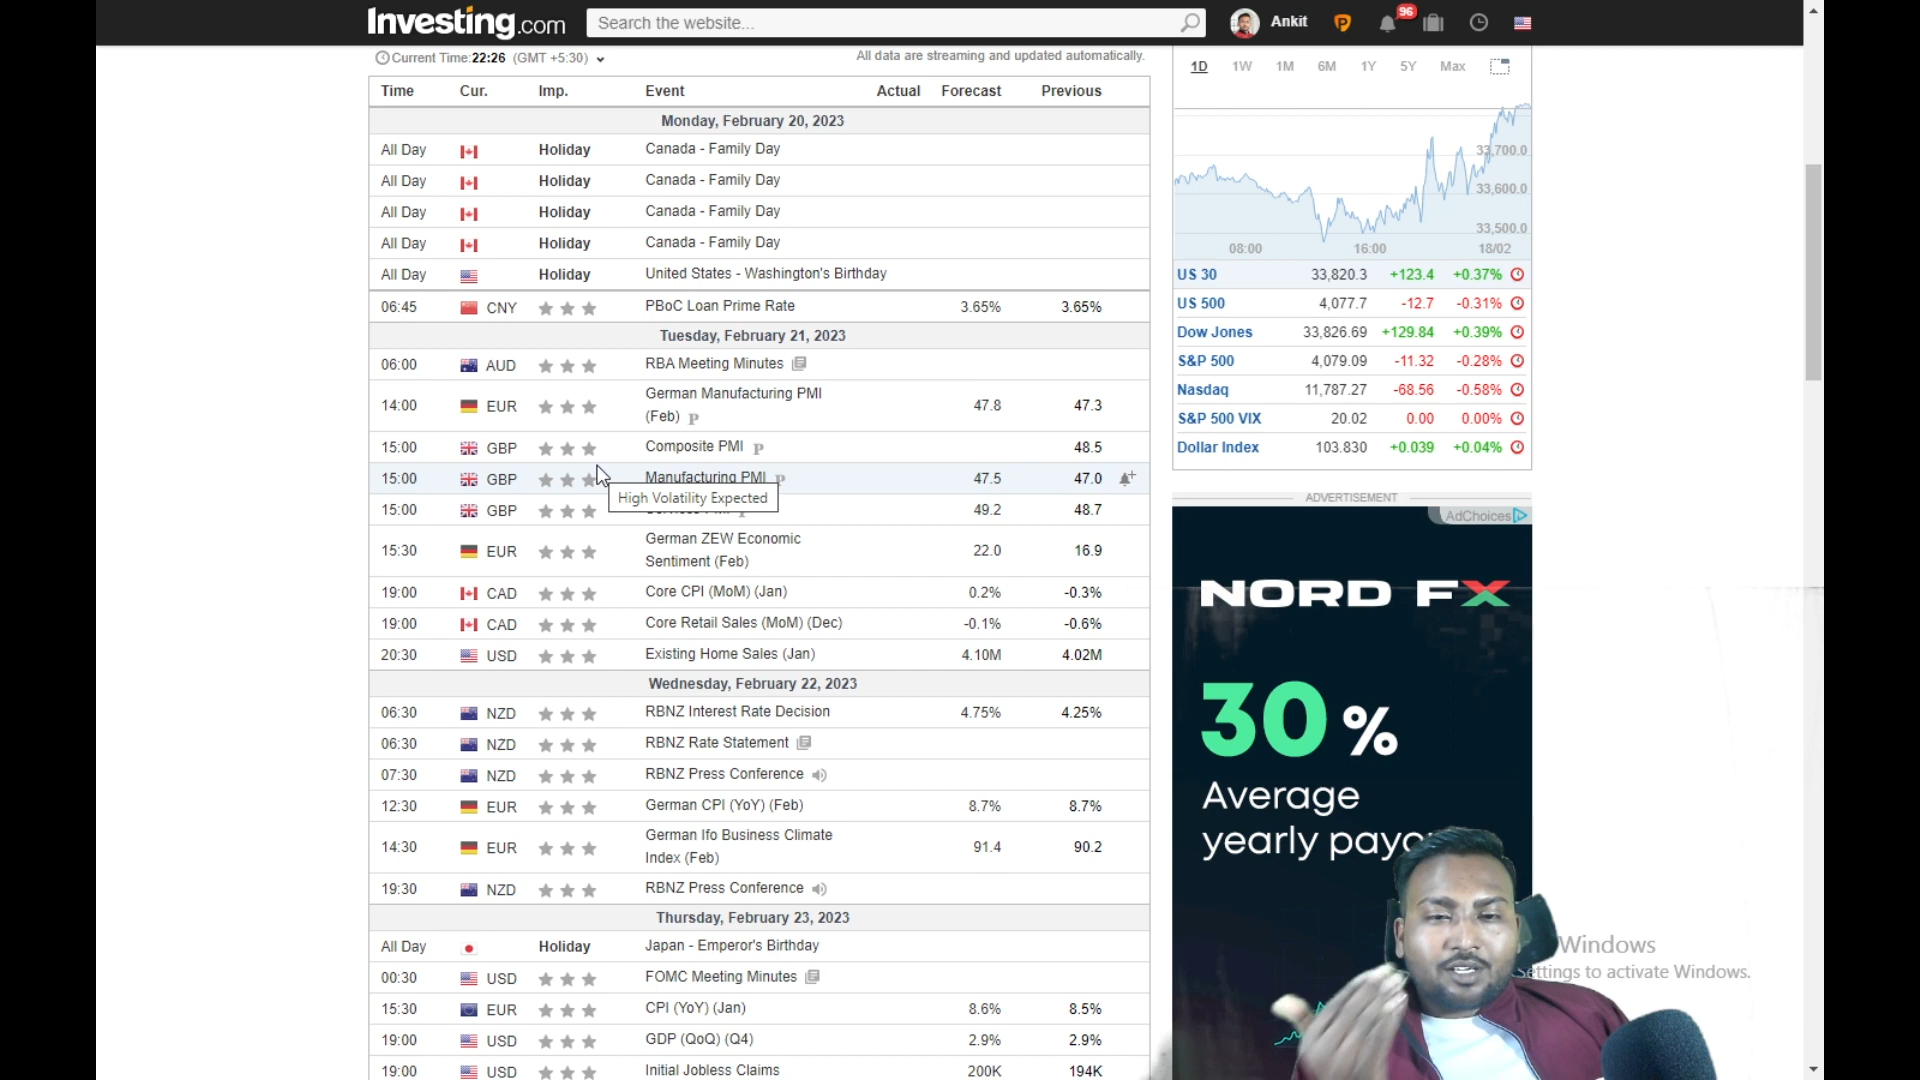 Investing.com
Search the website...
Ankit
96
Current Time:22:26 (GMT +5:30)
All data are streaming and updated automatically.
Time Cur. Imp. Event Actual Forecast Previous
Monday, February 20, 2023
All Day Holiday Canada - Family Day
All Day Holiday Canada - Family Day
All Day Holiday Canada - Family Day
All Day Holiday Canada - Family Day
All Day Holiday United States - Washington's Birthday
06:45 CNY PBoC Loan Prime Rate 3.65% 3.65%
Tuesday, February 21, 2023
06:00 AUD RBA Meeting Minutes
14:00 EUR German Manufacturing PMI (Feb) P 47.8 47.3
15:00 GBP Composite PMI P 48.5
15:00 GBP Manufacturing PMI P 47.5 47.0
High Volatility Expected
15:00 GBP 49.2 48.7
15:30 EUR German ZEW Economic Sentiment (Feb) 22.0 16.9
19:00 CAD Core CPI (MoM) (Jan) 0.2% -0.3%
19:00 CAD Core Retail Sales (MoM) (Dec) -0.1% -0.6%
20:30 USD Existing Home Sales (Jan) 4.10M 4.02M
Wednesday, February 22, 2023
06:30 NZD RBNZ Interest Rate Decision 4.75% 4.25%
06:30 NZD RBNZ Rate Statement
07:30 NZD RBNZ Press Conference
12:30 EUR German CPI (YoY) (Feb) 8.7% 8.7%
14:30 EUR German Ifo Business Climate Index (Feb) 91.4 90.2
19:30 NZD RBNZ Press Conference
Thursday, February 23, 2023
All Day Holiday Japan - Emperor's Birthday
00:30 USD FOMC Meeting Minutes
15:30 EUR CPI (YoY) (Jan) 8.6% 8.5%
19:00 USD GDP (QoQ) (Q4) 2.9% 2.9%
19:00 USD Initial Jobless Claims 200K 194K
1D 1W 1M 6M 1Y 5Y Max
33,700.0
33,600.0
33,500.0
08:00 16:00 18/02
US 30 33,820.3 +123.4 +0.37%
US 500 4,077.7 -12.7 -0.31%
Dow Jones 33,826.69 +129.84 +0.39%
S&P 500 4,079.09 -11.32 -0.28%
Nasdaq 11,787.27 -68.56 -0.58%
S&P 500 VIX 20.02 0.00 0.00%
Dollar Index 103.830 +0.039 +0.04%
ADVERTISEMENT
AdChoices
NORD FX
30 %
Average
yearly
Windows
Settings to activate Windows.